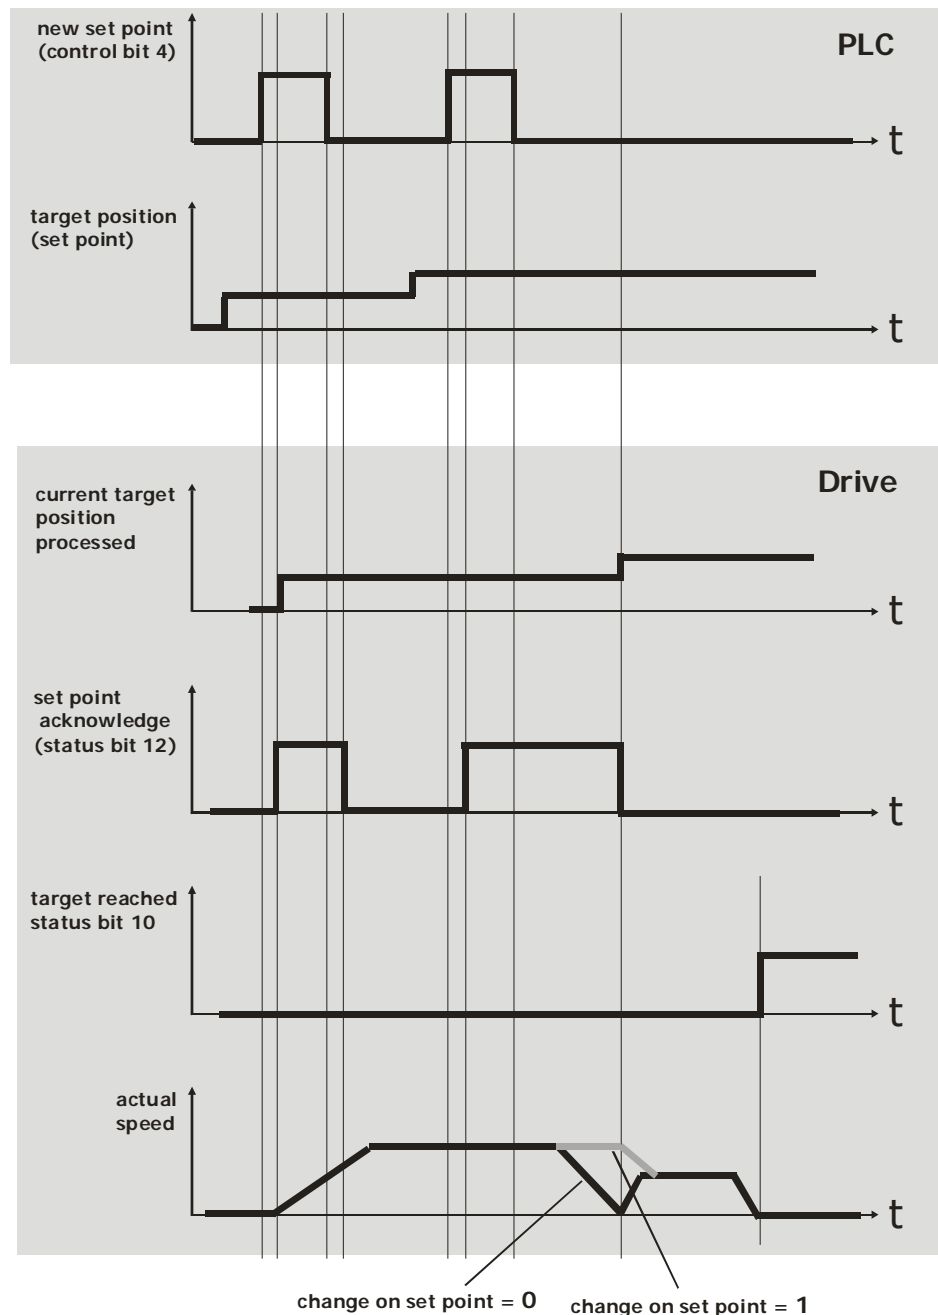 new set point
(control bit 4)
PLC
t
target position
(set point)
t
Drive
current target
position
processed
t
set point
acknowledge
(status bit 12)
t
target reached
status bit 10
t
actual
speed
t
change on set point = 0
change on set point = 1